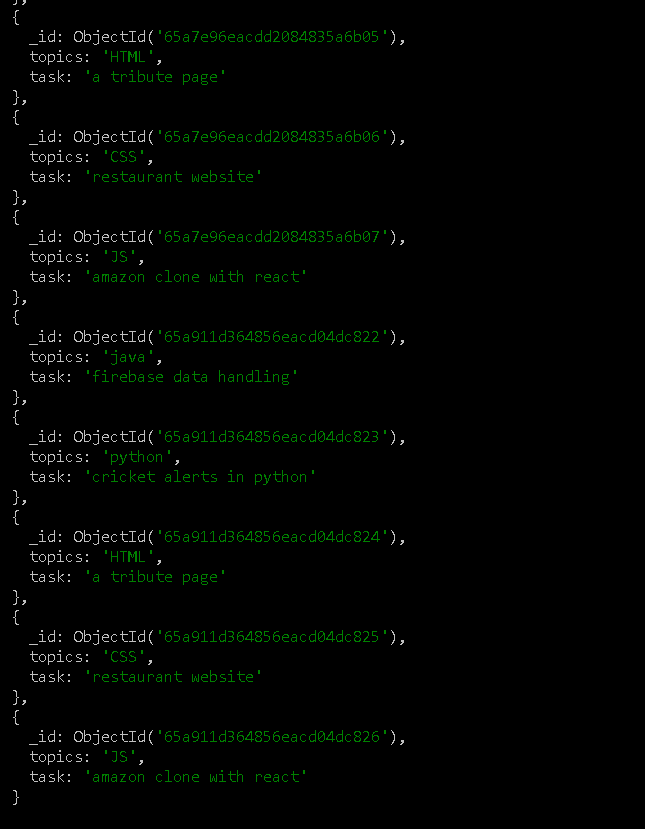 },
{
_id: ObjectId('65a7e96eacdd2084835a6b05'),
topics: 'HTML',
task: 'a tribute page'
},
{
_id: ObjectId('65a7e96eacdd2084835a6b06'),
topics: 'CSS',
task: 'restaurant website'
},
{
_id: ObjectId('65a7e96eacdd2084835a6b07'),
topics: 'JS',
task: 'amazon clone with react'
},
{
_id: ObjectId('65a911d364856eacd04dc822'),
topics: 'java',
task: 'firebase data handling'
},
{
_id: ObjectId('65a911d364856eacd04dc823'),
topics: 'python',
task: 'cricket alerts in python'
},
{
_id: ObjectId('65a911d364856eacd04dc824'),
topics: 'HTML',
task: 'a tribute page'
},
{
_id: ObjectId('65a911d364856eacd04dc825'),
topics: 'CSS',
task: 'restaurant website'
},
{
_id: ObjectId('65a911d364856eacd04dc826'),
topics: 'JS',
task: 'amazon clone with react'
}